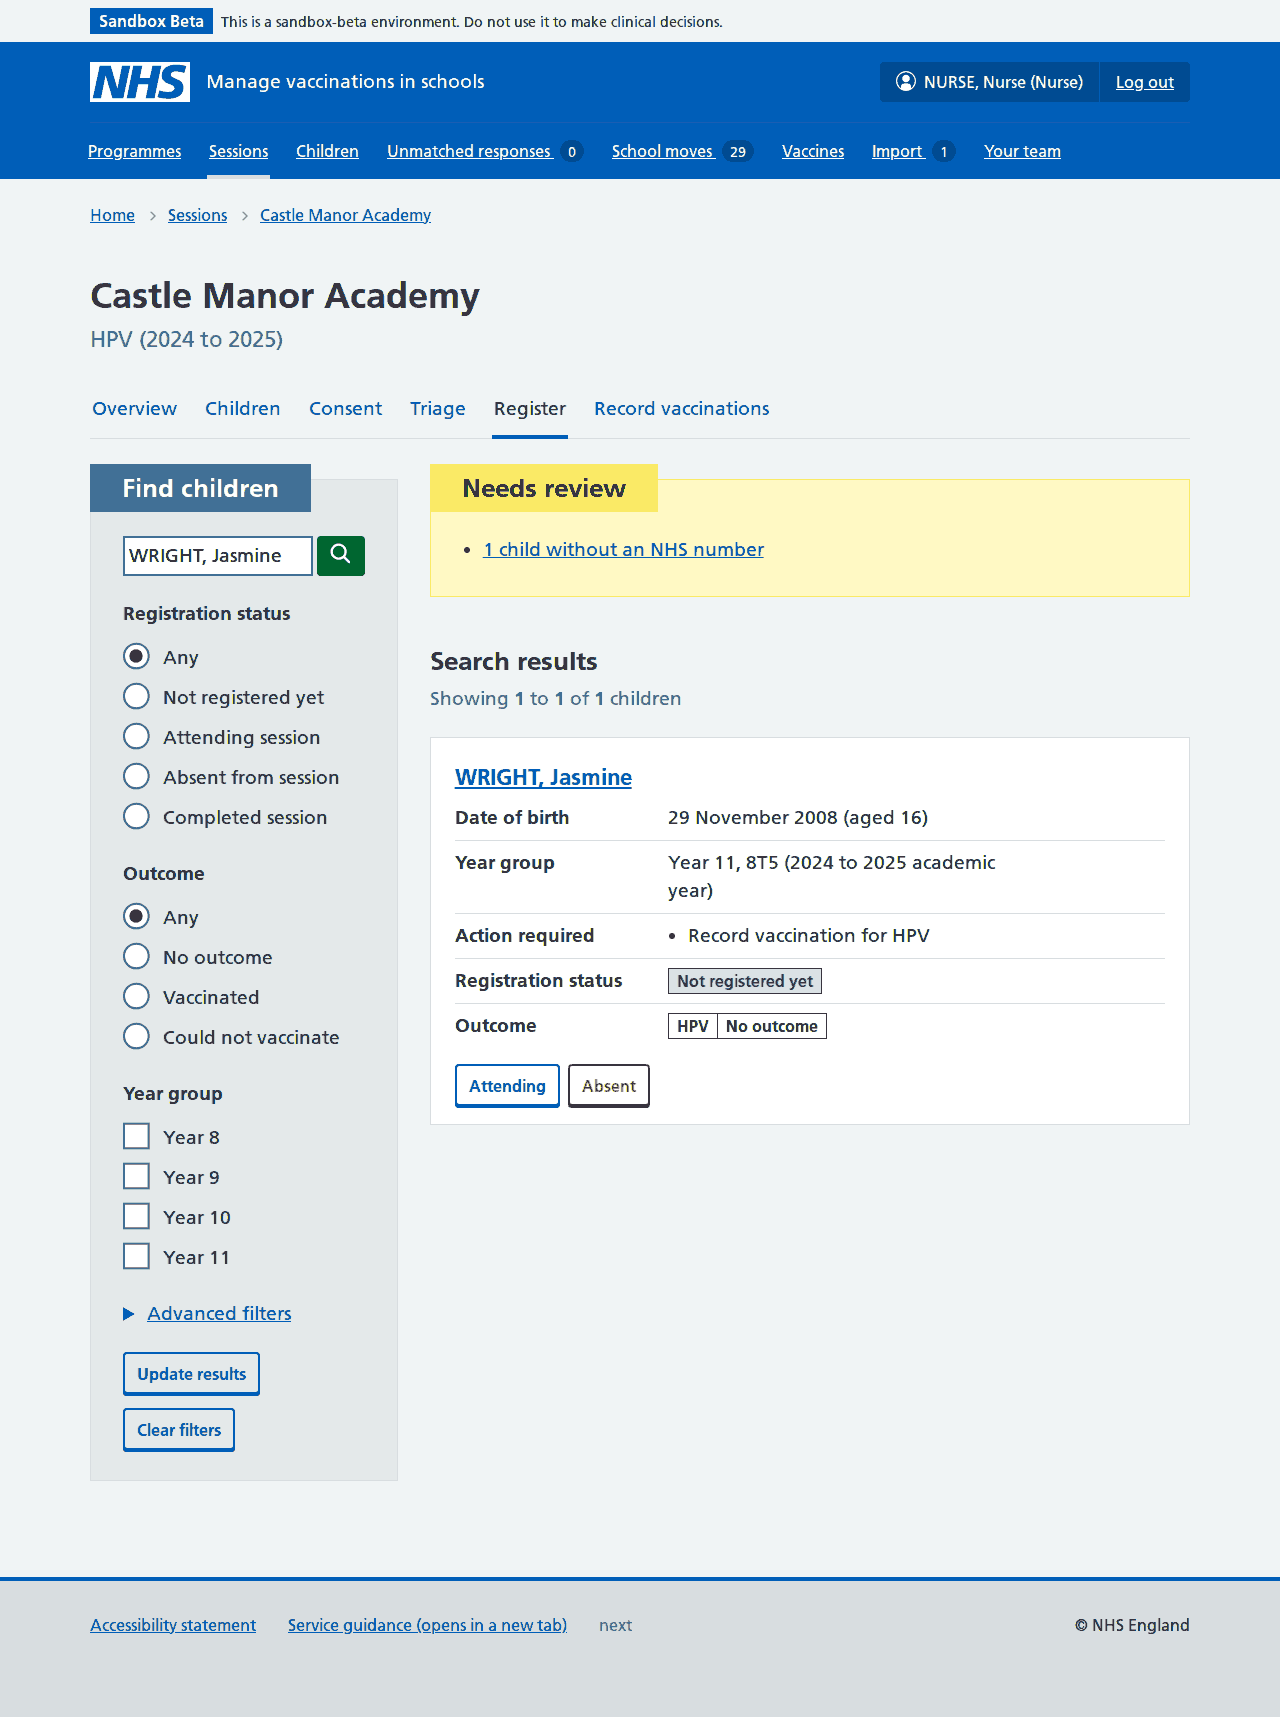 Sandbox Beta This is a sandbox-beta environment. Do not use it to make clinical decisions.
NHS Manage vaccinations in schools NURSE, Nurse (Nurse) Log out
Programmes Sessions Children Unmatched responses 0 School moves 29 Vaccines Import 1 Your team
Home Sessions Castle Manor Academy
Castle Manor Academy
HPV (2024 to 2025)
Overview Children Consent Triage Register Record vaccinations
Find children
WRIGHT, Jasmine
Registration status
Any
Not registered yet
Attending session
Absent from session
Completed session
Outcome
Any
No outcome
Vaccinated
Could not vaccinate
Year group
Year 8
Year 9
Year 10
Year 11
Advanced filters
Update results
Clear filters
Needs review
1 child without an NHS number
Search results
Showing 1 to 1 of 1 children
WRIGHT, Jasmine
Date of birth 29 November 2008 (aged 16)
Year group Year 11, 8T5 (2024 to 2025 academic
year)
Action required Record vaccination for HPV
Registration status Not registered yet
Outcome HPV No outcome
Attending Absent
Accessibility statement Service guidance (opens in a new tab) next © NHS England